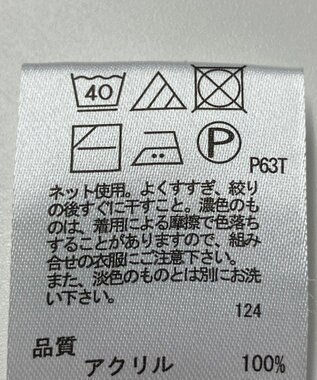 40
P
P63T
ネット使用。よくすすぎ、絞り
の後すぐに干すこと。濃色のも
のは、着用による摩擦で色落ち
することがありますので、組み
合せの衣服にご注意下さい。
また、淡色のものとは別にお洗
い下さい。
124
品質
アクリル 100%